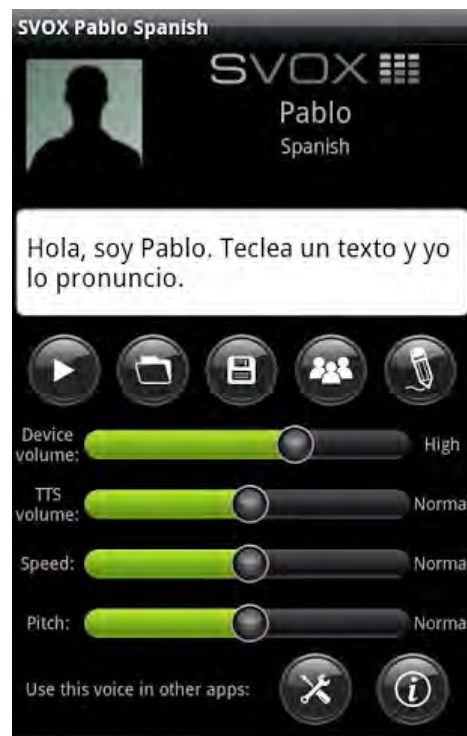 SVOX Pablo Spanish
SVOX
Pablo
Spanish
Hola, soy Pablo. Teclea un texto y yo
lo pronuncio.
Device
volume:
High
TTS
volume:
Norma
Speed:
Norma
Pitch:
Norma
Use this voice in other apps: